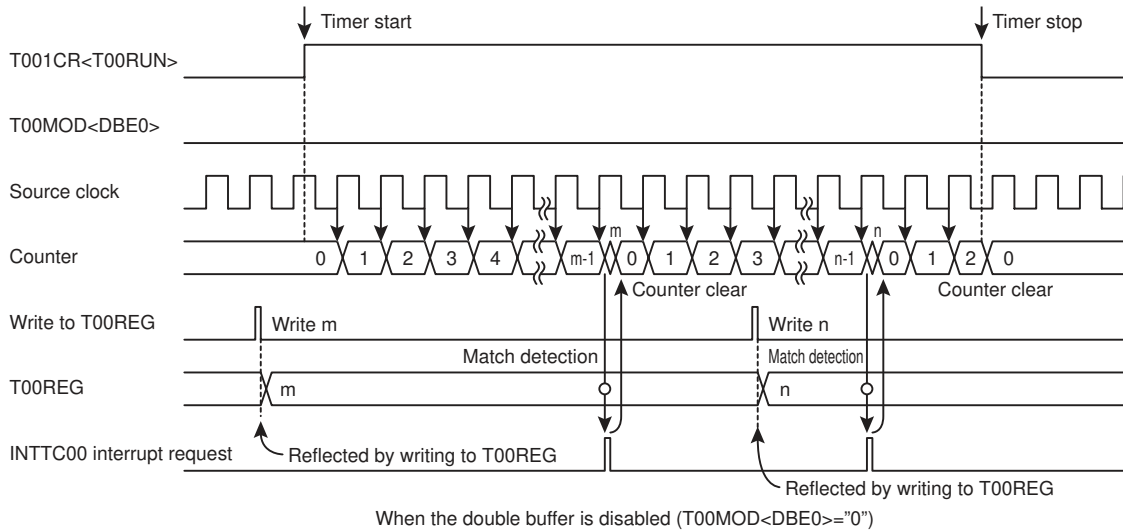 Timer start Timer stop
T001CR<T00RUN>
T00MOD<DBE0>
Source clock
m n
Counter 0 1 2 3 4 m-1 0 1 2 3 n-1 0 1 2 0
Counter clear Counter clear
Write to T00REG Write m Write n
Match detection Match detection
T00REG m n
INTTC00 interrupt request Reflected by writing to T00REG
Reflected by writing to T00REG
When the double buffer is disabled (T00MOD<DBE0>=”0”)